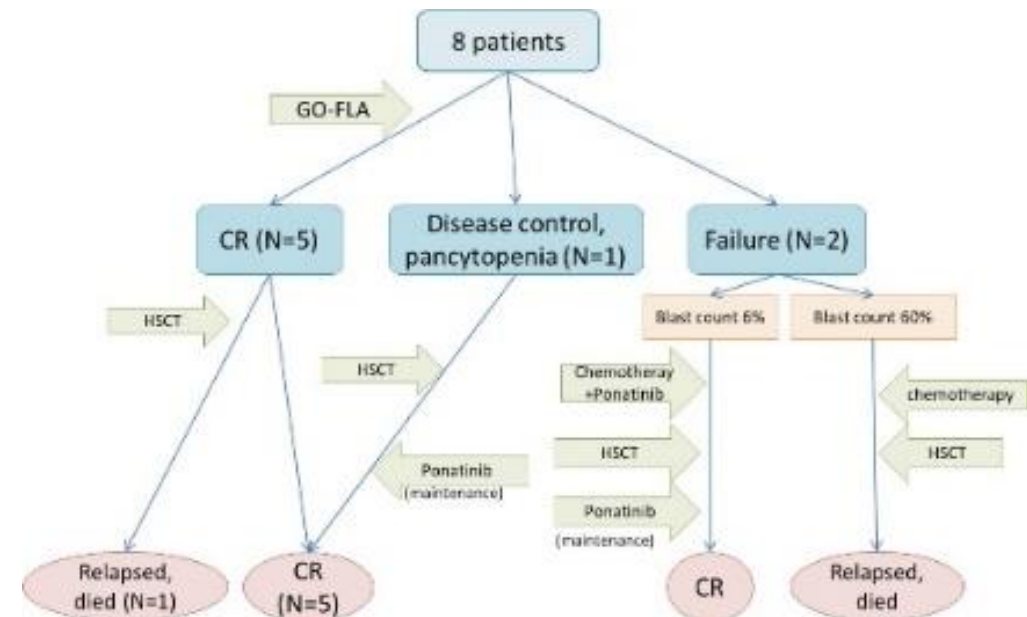 8 patients
GO-FLA
CR (N=5)
Disease control,
pancytopenia (N=1)
Failure (N=2)
Blast count 6%
Blast count 60%
HSCT
HSCT
Chemotheray
+Ponatinib
chemotherapy
HSCT
HSCT
Ponatinib
(maintenance)
Ponatinib
(maintenance)
Relapsed,
died (N=1)
CR
(N=5)
CR
Relapsed,
died